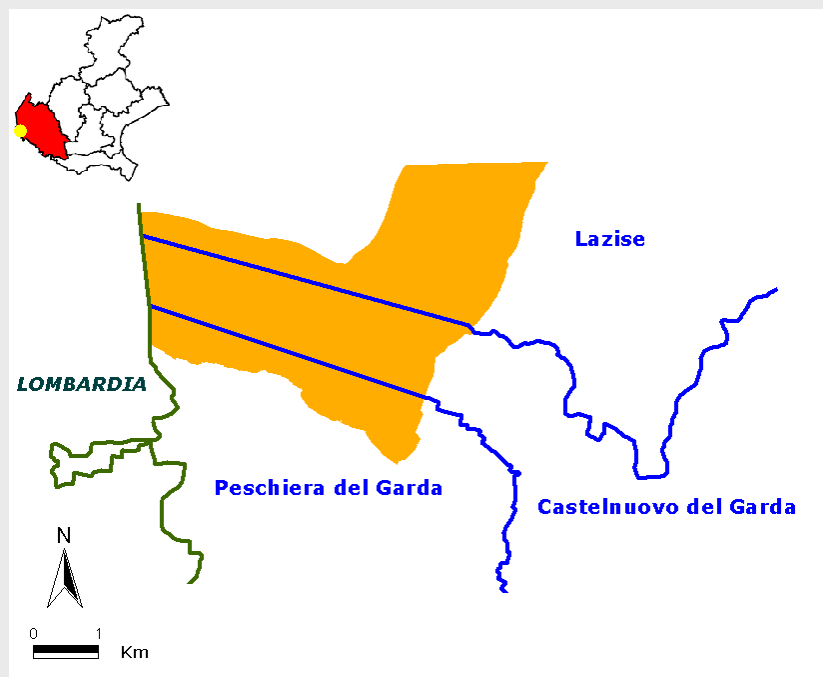 Lazise
LOMBARDIA
Peschiera del Garda
Castelnuovo del Garda
N
0 1
Km